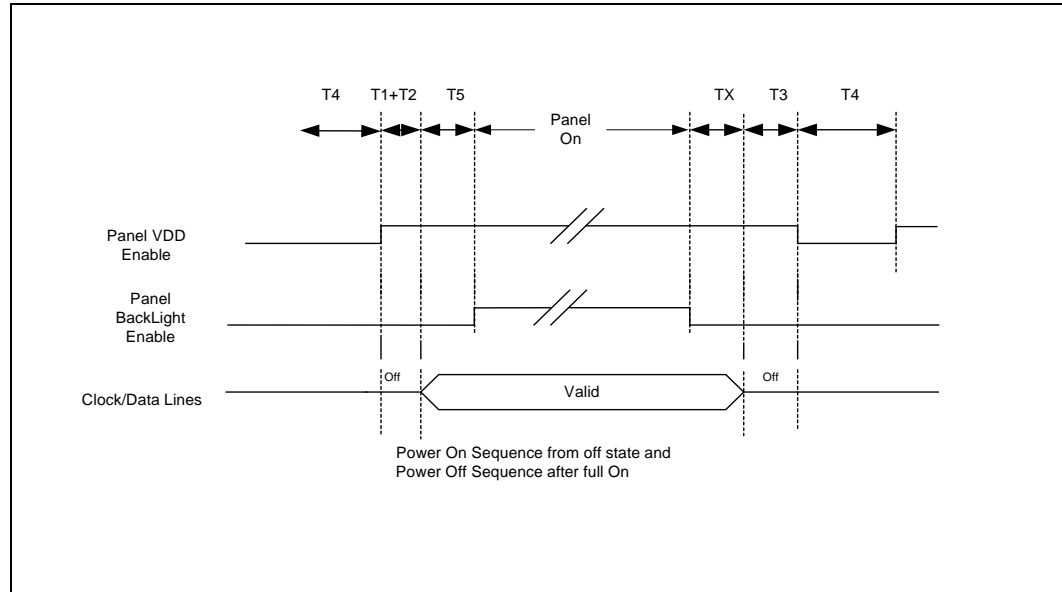 T4 T1+T2 T5 TX T3 T4
Panel
On
Panel VDD
Enable
Panel
BackLight
Enable
Off Off
Clock/Data Lines Valid
Power On Sequence from off state and
Power Off Sequence after full On